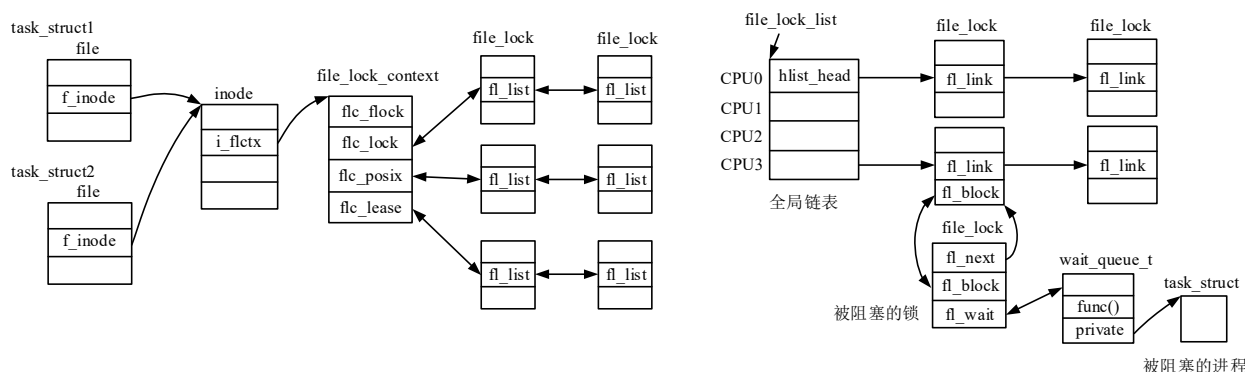 task_struct1
file
f_inode
task_struct2
file
f_inode
inode
i_flctx
file_lock_context
flc_flock
flc_lock
flc_posix
flc_lease
file_lock
file_lock
fl_list
fl_list
fl_list
fl_list
fl_list
fl_list
file_lock_list
CPU0
hlist_head
CPU1
CPU2
CPU3
全局链表
file_lock
file_lock
fl_link
fl_link
fl_link
fl_link
fl_block
file_lock
fl_next
fl_block
fl_wait
被阻塞的锁
wait_queue_t
func()
private
task_struct
被阻塞的进程